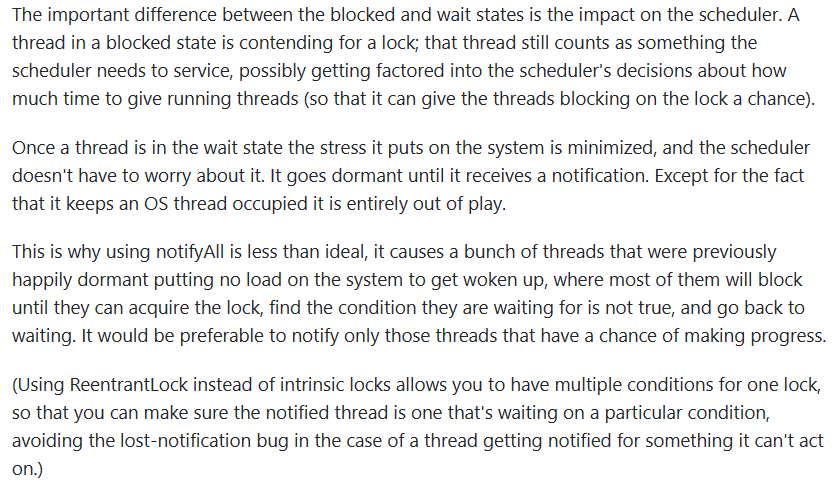 The important difference between the blocked and wait states is the impact on the scheduler. A
thread in a blocked state is contending for a lock; that thread still counts as something the
scheduler needs to service, possibly getting factored into the scheduler's decisions about how
much time to give running threads (so that it can give the threads blocking on the lock a chance).
Once a thread is in the wait state the stress it puts on the system is minimized, and the scheduler
doesn't have to worry about it. It goes dormant until it receives a notification. Except for the fact
that it keeps an OS thread occupied it is entirely out of play.
This is why using notifyAll is less than ideal, it causes a bunch of threads that were previously
happily dormant putting no load on the system to get woken up, where most of them will block
until they can acquire the lock, find the condition they are waiting for is not true, and go back to
waiting. It would be preferable to notify only those threads that have a chance of making progress.
(Using ReentrantLock instead of intrinsic locks allows you to have multiple conditions for one lock,
so that you can make sure the notified thread is one that's waiting on a particular condition,
avoiding the lost-notification bug in the case of a thread getting notified for something it can't act
on.)